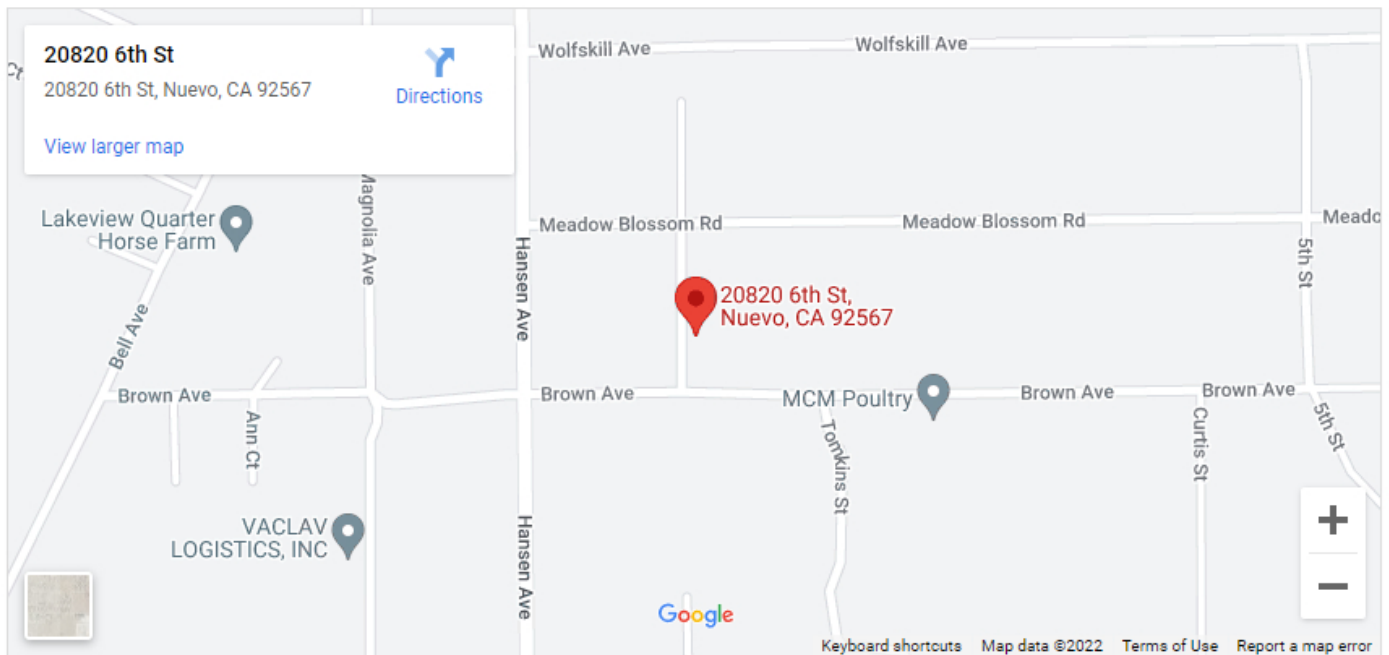 20820 6th St
20820 6th St, Nuevo, CA 92567
Directions
View larger map
Ct
Wolfskill Ave
Wolfskill Ave
Magnolia Ave
Lakeview Quarter
Horse Farm
Meadow Blossom Rd
Meadow Blossom Rd
Meado
Hansen Ave
5th St
20820 6th St,
Nuevo, CA 92567
Bell Ave
Brown Ave
Brown Ave
MCM Poultry
Brown Ave
Brown Ave
Ann Ct
Tomkins St
Curtis St
5th St
VACLAV
LOGISTICS, INC
Hansen Ave
Google
Keyboard shortcuts
Map data ©2022
Terms of Use
Report a map error